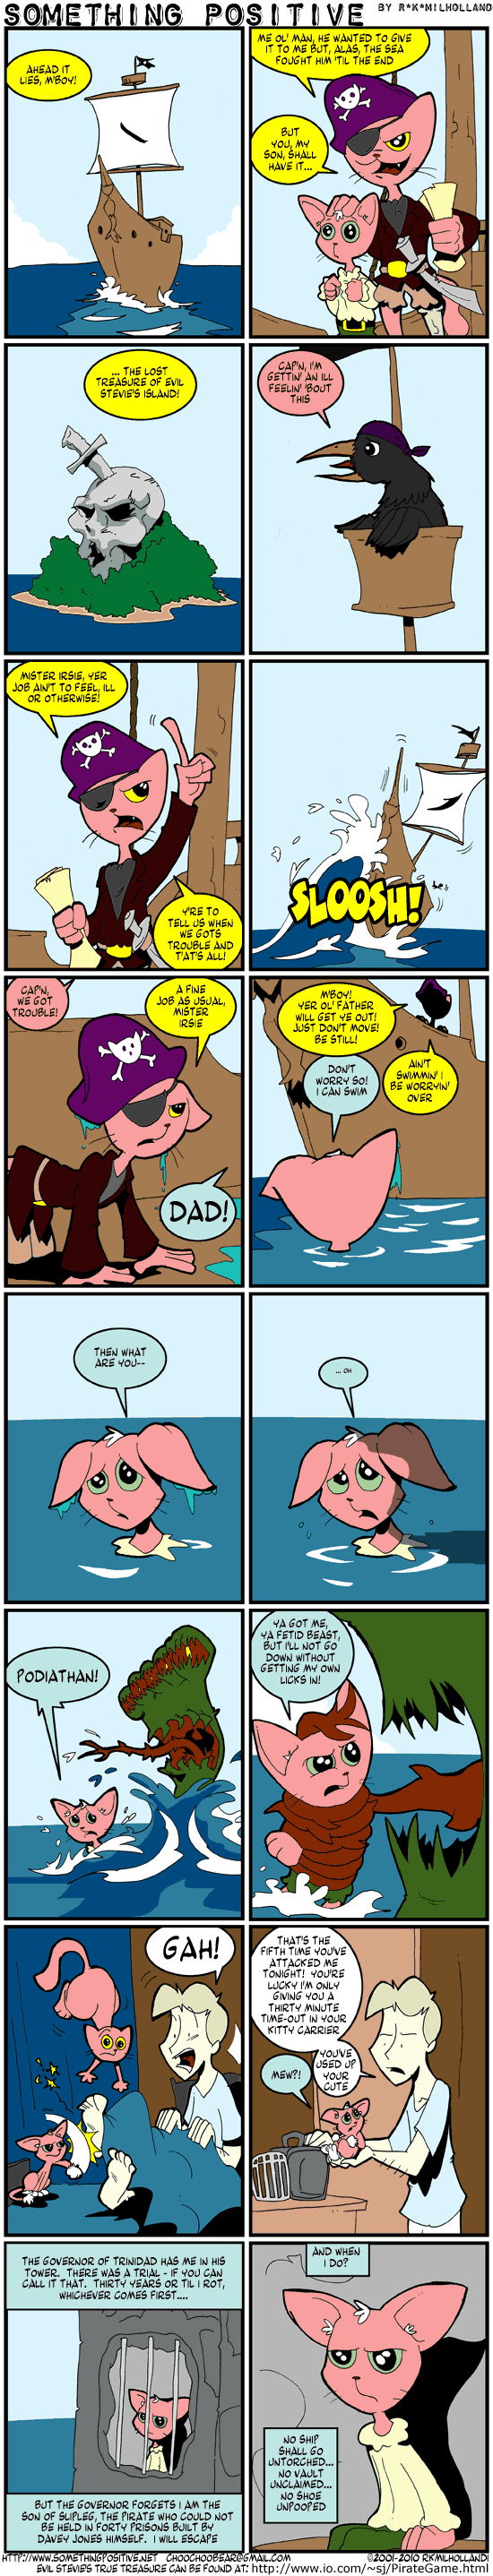 SOMETHING POSITIVE BY R*K*MILHOLLAND
AHEAD IT
LIES, M'BOY!
ME OL' MAN, HE WANTED TO GIVE
IT TO ME BUT, ALAS, THE SEA
FOUGHT HIM 'TIL THE END
BUT
YOU, MY
SON, SHALL
HAVE IT...
... THE LOST
TREASURE OF EVIL
STEVIE'S ISLAND!
CAP'N, I'M
GETTIN' AN ILL
FEELIN' 'BOUT
THIS
MISTER IRSIE, YER
JOB AIN'T TO FEEL, ILL
OR OTHERWISE!
Y'RE TO
TELL US WHEN
WE GOTS
TROUBLE AND
T'AT'S ALL!
SLOOSH!
CAP'N,
WE GOT
TROUBLE!
A FINE
JOB AS USUAL,
MISTER
IRSIE
DAD!
M'BOY!
YER OL' FATHER
WILL GET YE OUT!
JUST DON'T MOVE!
BE STILL!
DON'T
WORRY SO!
I CAN SWIM
AIN'T
SWIMMIN' I
BE WORRYIN'
OVER
THEN WHAT
ARE YOU--
... OH
PODIATHAN!
YA GOT ME,
YA FETID BEAST,
BUT I'LL NOT GO
DOWN WITHOUT
GETTING MY OWN
LICKS IN!
GAH!
THAT'S THE
FIFTH TIME YOU'VE
ATTACKED ME
TONIGHT! YOU'RE
LUCKY I'M ONLY
GIVING YOU A
THIRTY MINUTE
TIME-OUT IN YOUR
KITTY CARRIER
YOU'VE
USED UP
YOUR
CUTE
MEW?!
THE GOVERNOR OF TRINIDAD HAS ME IN HIS
TOWER. THERE WAS A TRIAL - IF YOU CAN
CALL IT THAT. THIRTY YEARS OR TIL I ROT,
WHICHEVER COMES FIRST....
BUT THE GOVERNOR FORGETS I AM THE
SON OF SLIPLEG, THE PIRATE WHO COULD NOT
BE HELD IN FORTY PRISONS BUILT BY
DAVEY JONES HIMSELF. I WILL ESCAPE
AND WHEN
I DO?
NO SHIP
SHALL GO
UNTORCHED...
NO VAULT
UNCLAIMED...
NO SHOE
UNPOOPED
HTTP://WWW.SOMETHINGPOSITIVE.NET CHOOCHOOBEAR@GMAIL.COM ©2001-2010 RKMILHOLLAND
EVIL STEVIE'S TRUE TREASURE CAN BE FOUND AT: http://www.io.com/~sj/PirateGame.html